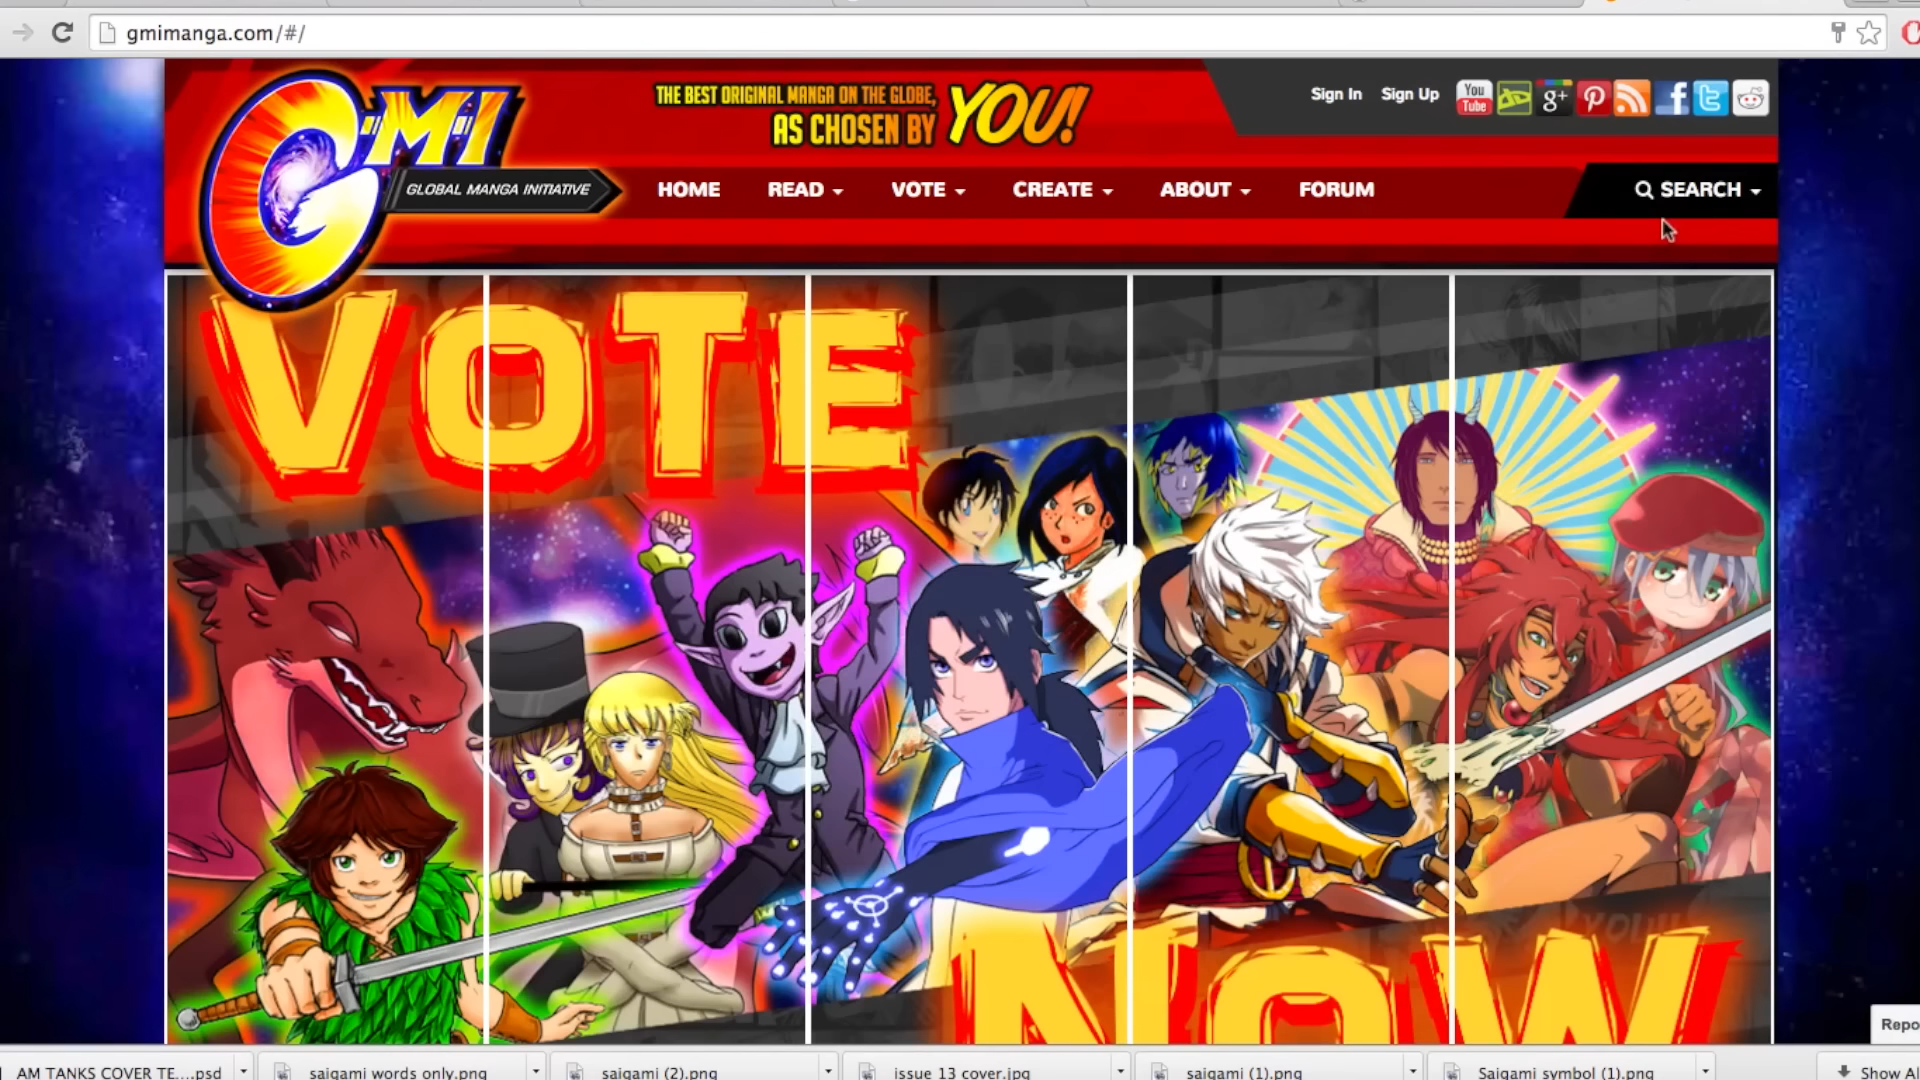 gmimanga.com/#/
GMI
GLOBAL MANGA INITIATIVE
THE BEST ORIGINAL MANGA ON THE GLOBE,
AS CHOSEN BY YOU!
Sign In Sign Up
You
Tube
g+
HOME READ VOTE CREATE ABOUT FORUM SEARCH
VOTE
NOW
Repo
AM TANKS COVER TE....psd saigami words only.png saigami (2).png issue 13 cover.jpg saigami (1).png Saigami symbol (1).png Show Al